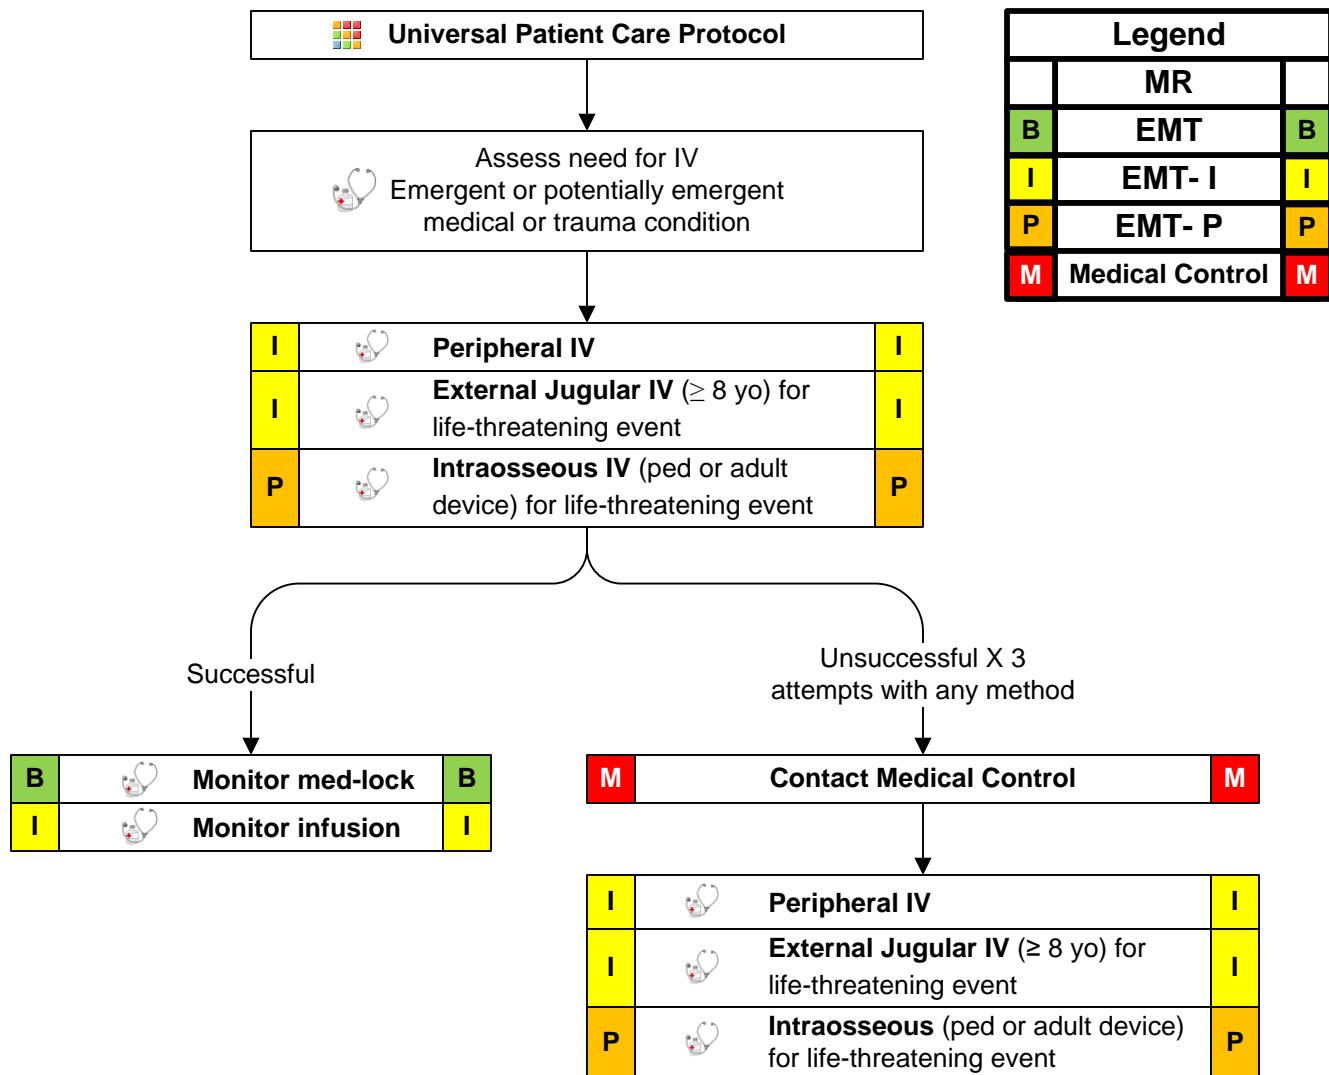 Universal Patient Care Protocol
Legend
MR
B EMT B
I EMT- I I
P EMT- P P
M Medical Control M
Assess need for IV
Emergent or potentially emergent
medical or trauma condition
I Peripheral IV I
I External Jugular IV (≥ 8 yo) for I
life-threatening event
P Intraosseous IV (ped or adult P
device) for life-threatening event
Successful
Unsuccessful X 3
attempts with any method
B Monitor med-lock B
I Monitor infusion I
M Contact Medical Control M
I Peripheral IV I
I External Jugular IV (≥ 8 yo) for I
life-threatening event
P Intraosseous (ped or adult device) P
for life-threatening event